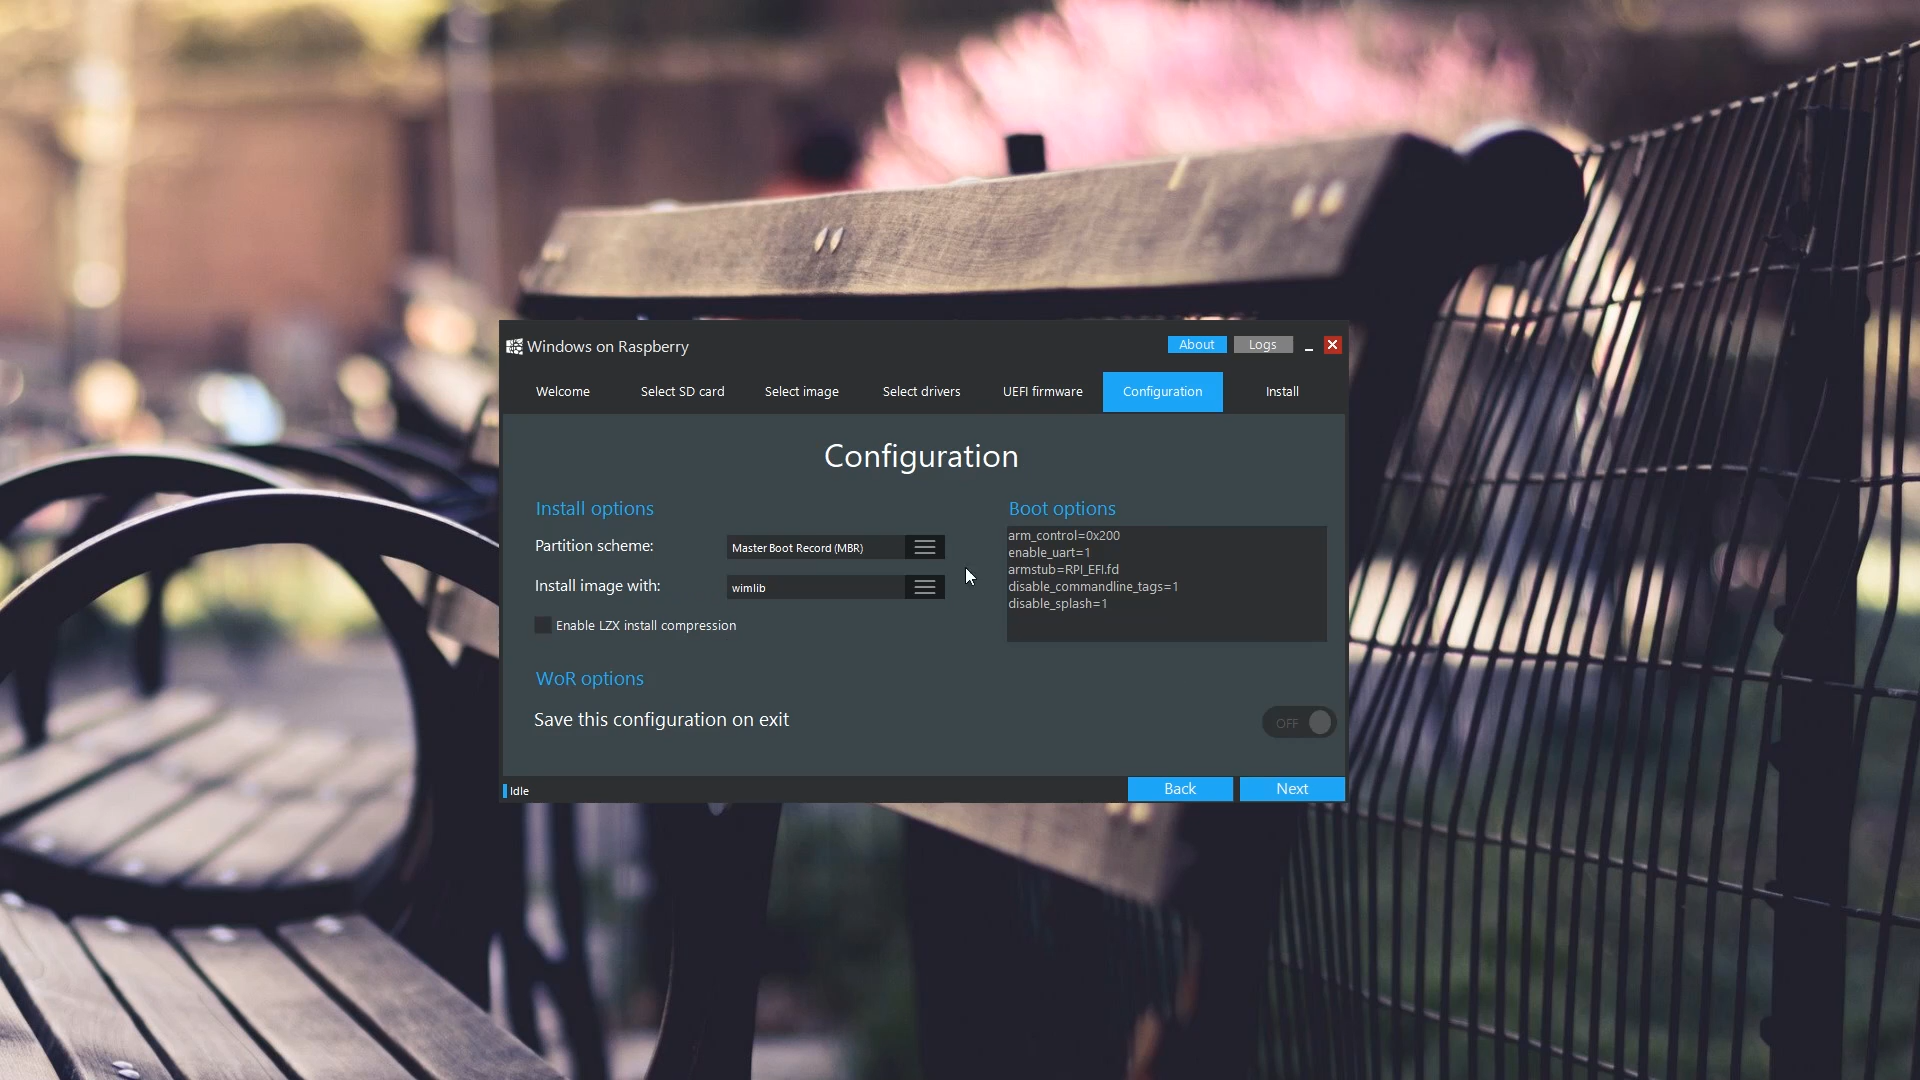 Windows on Raspberry
About
Logs
Welcome
Select SD card
Select image
Select drivers
UEFI firmware
Configuration
Install
Configuration
Install options
Partition scheme:
Master Boot Record (MBR)
Install image with:
wimlib
Enable LZX install compression
Boot options
arm_control=0x200
enable_uart=1
armstub=RPI_EFI.fd
disable_commandline_tags=1
disable_splash=1
WoR options
Save this configuration on exit
OFF
Idle
Back
Next